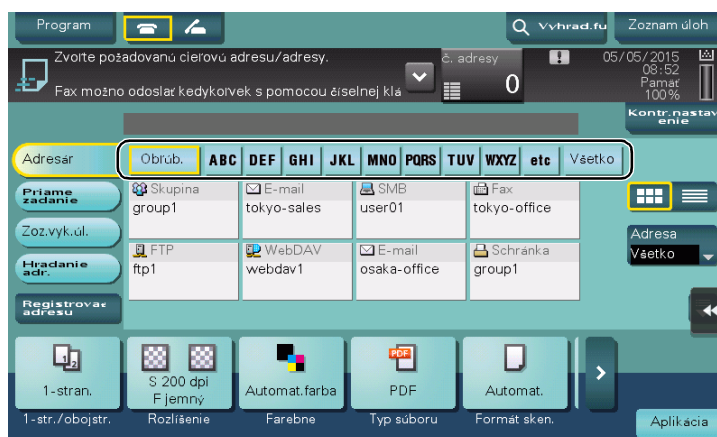 Program
Vyhrad.fu
Zoznam úloh
Zvoľte požadovanú cieľovú adresu/adresy.
Fax možno odoslať kedykoľvek s pomocou číselnej klá
č. adresy
0
05/05/2015
08:52
Pamäť
100%
Kontr.nastav
enie
Adresár
Obľúb.
ABC
DEF
GHI
JKL
MNO
PQRS
TUV
WXYZ
etc
Všetko
Priame
zadanie
Zoz.vyk.úl.
Hľadanie
adr.
Registrovať
adresu
Skupina
group1
E-mail
tokyo-sales
SMB
user01
Fax
tokyo-office
FTP
ftp1
WebDAV
webdav1
E-mail
osaka-office
Schránka
group1
Adresa
Všetko
1-stran.
S 200 dpi
F jemný
Automat.farba
PDF
PDF
Automat.
1-str./obojstr.
Rozlíšenie
Farebne
Typ súboru
Formát sken.
Aplikácia